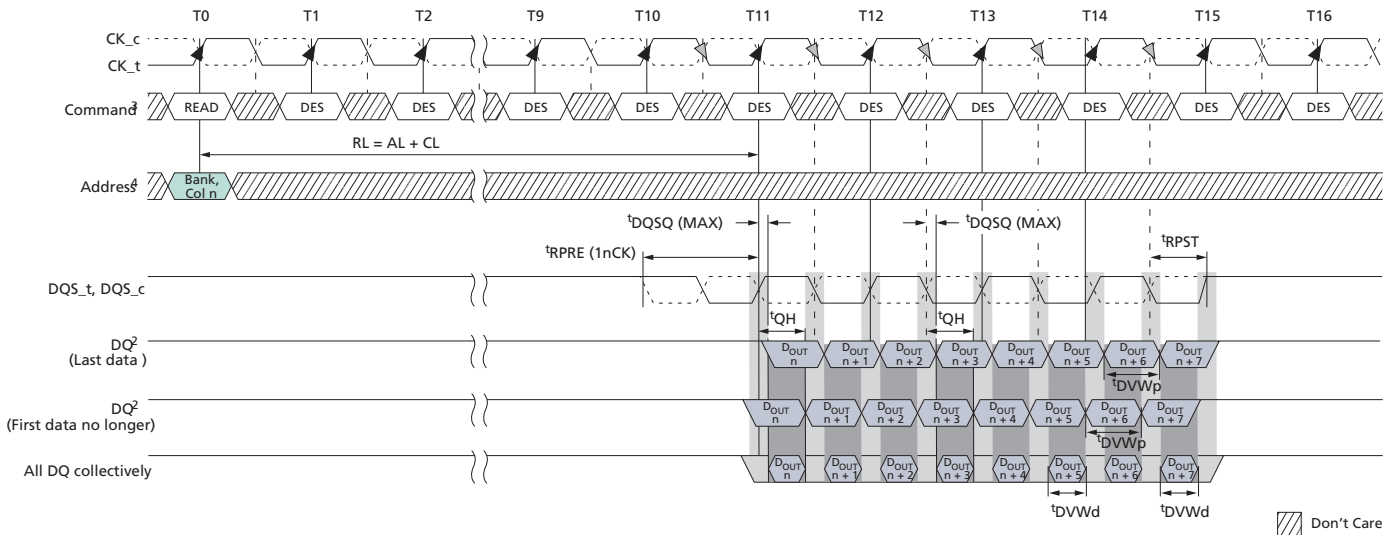 T0 T1 T2 T9 T10 T11 T12 T13 T14 T15 T16
CK_c
CK_t
Command3 READ DES DES DES DES DES DES DES DES DES DES
RL = AL + CL
Address4 Bank,
Col n
tDQSQ (MAX) tDQSQ (MAX)
tRPRE (1nCK) tRPST
DQS_t, DQS_c
tQH tQH
DQ2
(Last data )
DOUT n DOUT n + 1 DOUT n + 2 DOUT n + 3 DOUT n + 4 DOUT n + 5 DOUT n + 6 DOUT n + 7
tDVWp
DQ2
(First data no longer)
DOUT n DOUT n + 1 DOUT n + 2 DOUT n + 3 DOUT n + 4 DOUT n + 5 DOUT n + 6 DOUT n + 7
tDVWp
All DQ collectively
DOUT n DOUT n + 1 DOUT n + 2 DOUT n + 3 DOUT n + 4 DOUT n + 5 DOUT n + 6 DOUT n + 7
tDVWd tDVWd
Don't Care